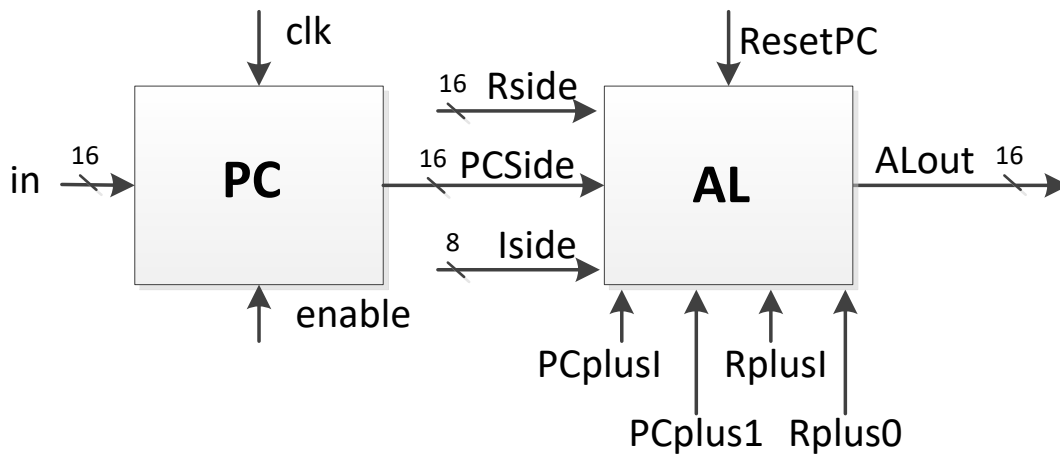 clk
ResetPC
16 Rside
in 16 PC 16 PCSide AL ALout 16
8 Iside
enable
PCplusI RplusI
PCplus1 Rplus0